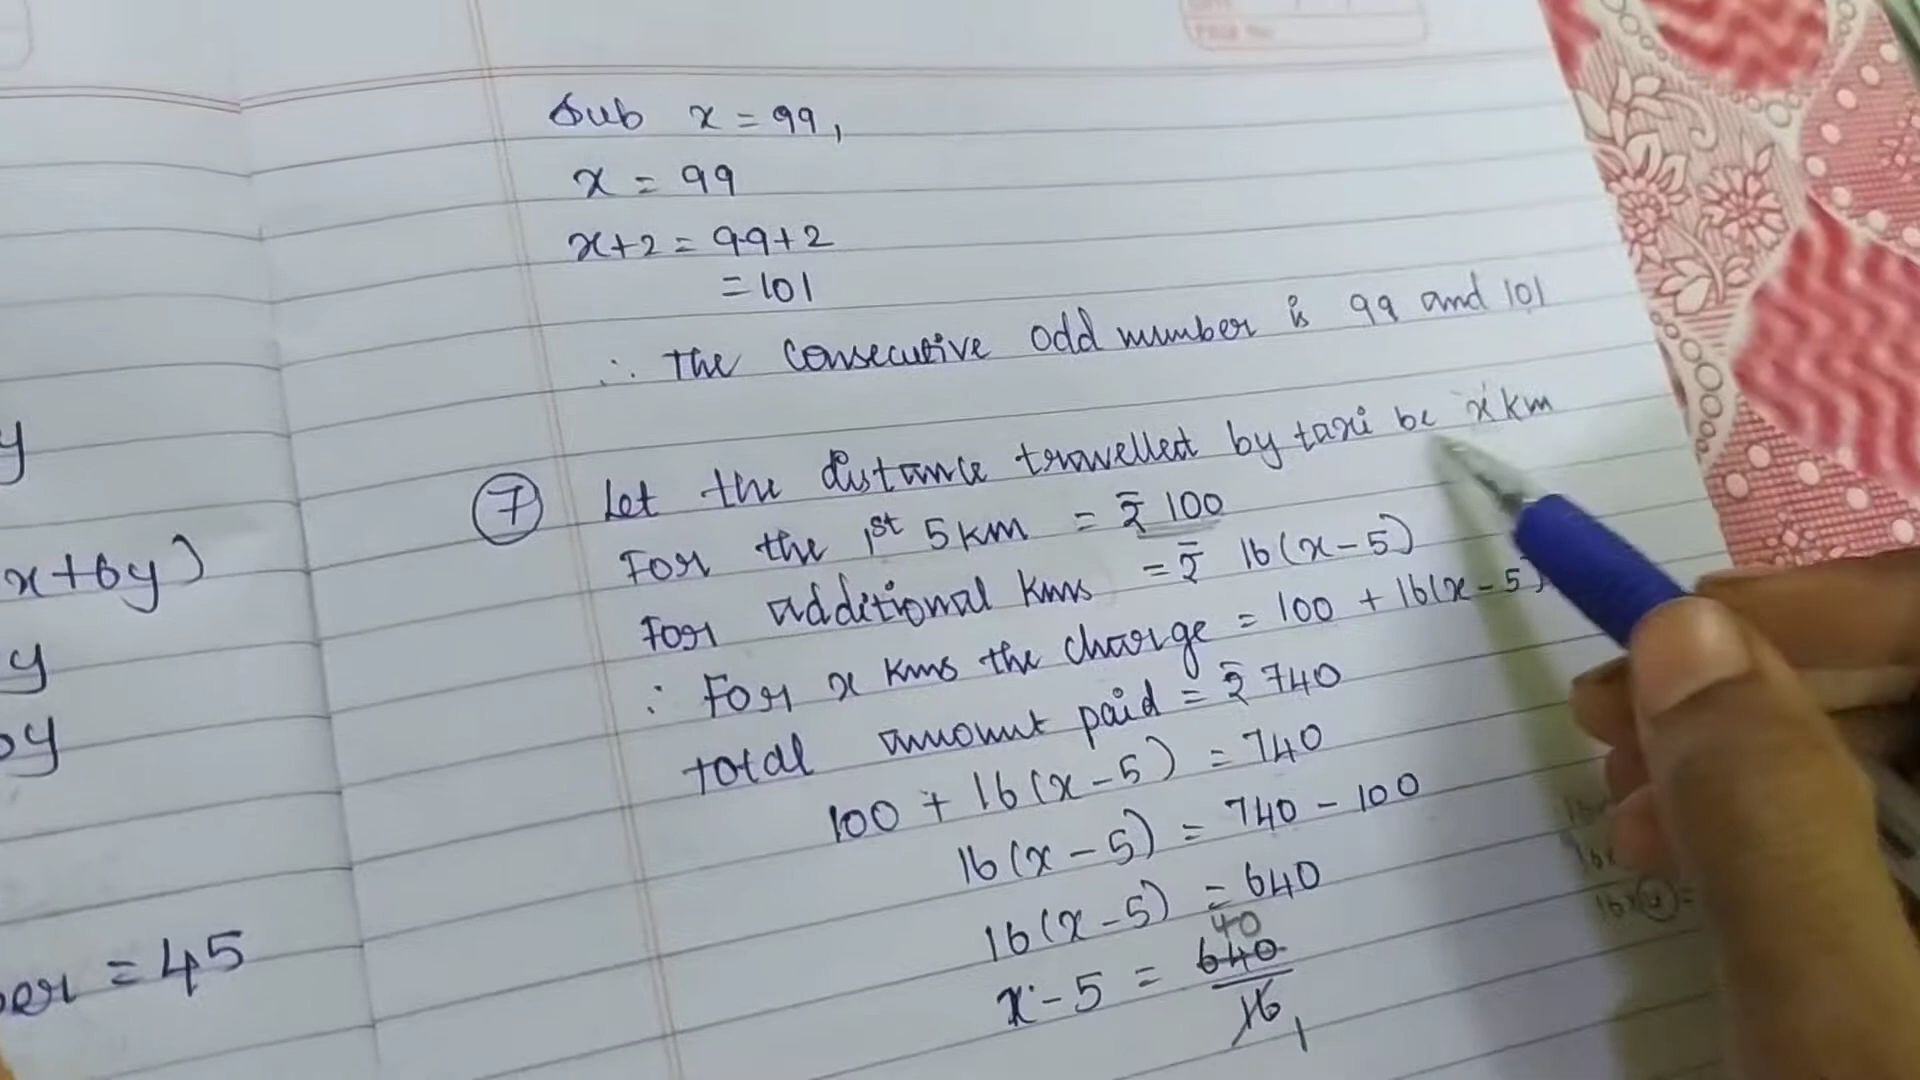 Sub x = 99,
x = 99
x+2 = 99+2
= 101
∴ The consecutive odd number is 99 and 101
y
x+6y)
y
y
= 45
7 Let the distance travelled by taxi be x km
For the 1st 5 km = ₹ 100
For additional kms = ₹ 16(x-5)
∴ For x kms the charge = 100 + 16(x-5)
total amount paid = ₹ 740
100 + 16(x-5) = 740
16(x-5) = 740 - 100
16(x-5) = 640
40
x-5 = 640
16 1